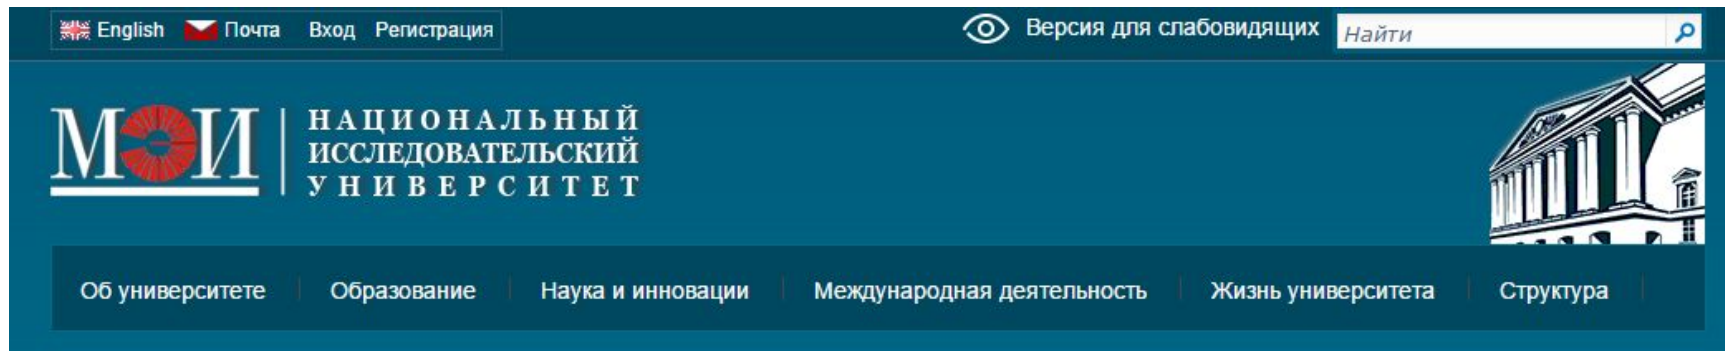 English Почта Вход Регистрация
Версия для слабовидящих
Найти
МЭИ
НАЦИОНАЛЬНЫЙ
ИССЛЕДОВАТЕЛЬСКИЙ
УНИВЕРСИТЕТ
Об университете Образование Наука и инновации Международная деятельность Жизнь университета Структура